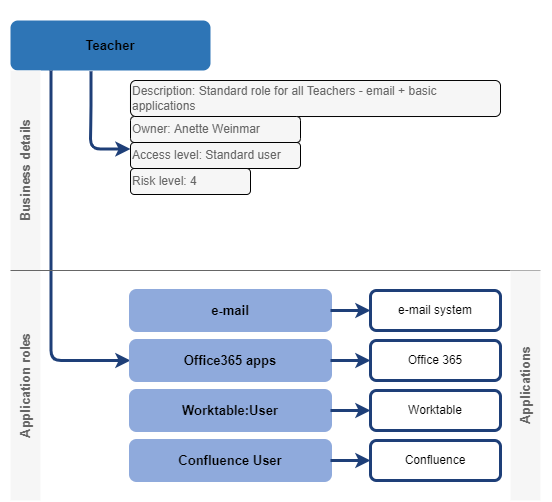 Teacher
Business details
Description: Standard role for all Teachers - email + basic
applications
Owner: Anette Weinmar
Access level: Standard user
Risk level: 4
Application roles
e-mail
e-mail system
Office365 apps
Office 365
Worktable:User
Worktable
Confluence User
Confluence
Applications